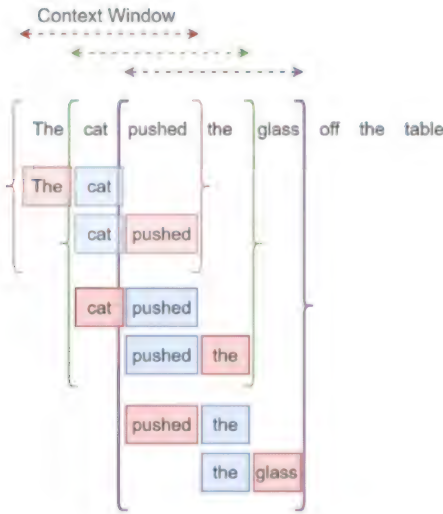 Context Window
The cat pushed the glass off the table
The cat
cat pushed
cat pushed
pushed the
pushed the
the glass